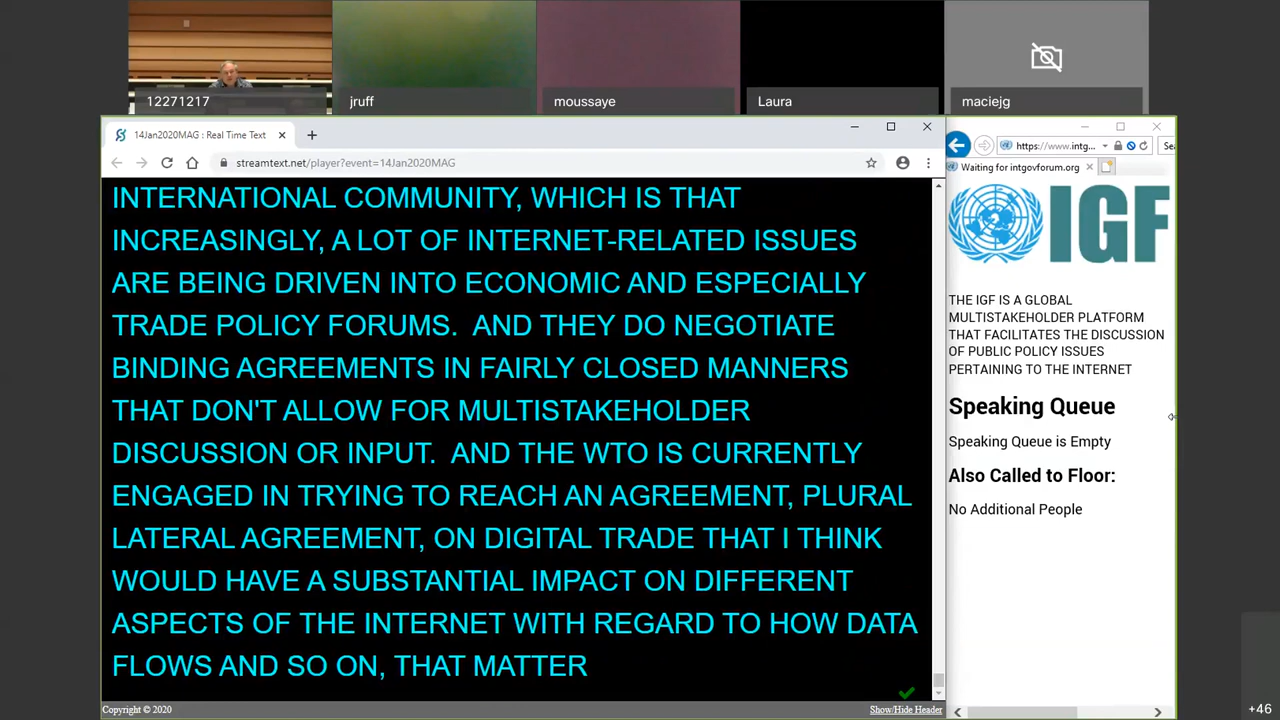 12271217
jruff
moussaye
Laura
maciejg
14Jan2020MAG : Real Time Text
streamtext.net/player?event=14Jan2020MAG
INTERNATIONAL COMMUNITY, WHICH IS THAT
INCREASINGLY, A LOT OF INTERNET-RELATED ISSUES
ARE BEING DRIVEN INTO ECONOMIC AND ESPECIALLY
TRADE POLICY FORUMS.  AND THEY DO NEGOTIATE
BINDING AGREEMENTS IN FAIRLY CLOSED MANNERS
THAT DON'T ALLOW FOR MULTISTAKEHOLDER
DISCUSSION OR INPUT.  AND THE WTO IS CURRENTLY
ENGAGED IN TRYING TO REACH AN AGREEMENT, PLURAL
LATERAL AGREEMENT, ON DIGITAL TRADE THAT I THINK
WOULD HAVE A SUBSTANTIAL IMPACT ON DIFFERENT
ASPECTS OF THE INTERNET WITH REGARD TO HOW DATA
FLOWS AND SO ON, THAT MATTER
Copyright © 2020
Show/Hide Header
https://www.intg...
Sea
Waiting for intgovforum.org
IGF
THE IGF IS A GLOBAL
MULTISTAKEHOLDER PLATFORM
THAT FACILITATES THE DISCUSSION
OF PUBLIC POLICY ISSUES
PERTAINING TO THE INTERNET
Speaking Queue
Speaking Queue is Empty
Also Called to Floor:
No Additional People
+46